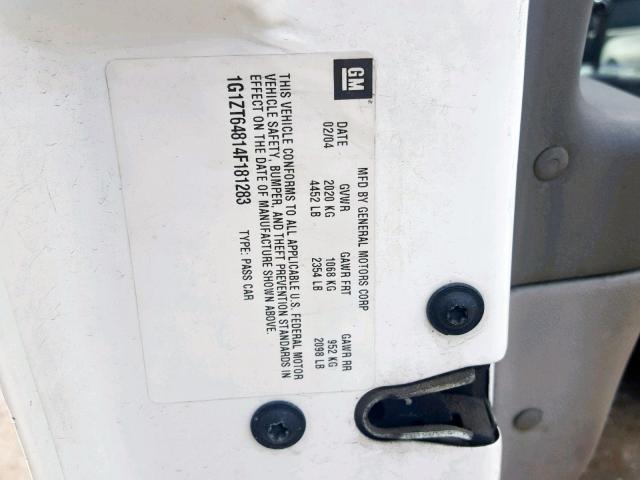 GM
MFD BY GENERAL MOTORS CORP
DATE GVWR GAWR FRT GAWR RR
02/04 2020 KG 1068 KG 952 KG
4452 LB 2354 LB 2098 LB
THIS VEHICLE CONFORMS TO ALL APPLICABLE U.S. FEDERAL MOTOR
VEHICLE SAFETY, BUMPER, AND THEFT PREVENTION STANDARDS IN
EFFECT ON THE DATE OF MANUFACTURE SHOWN ABOVE.
1G1ZT64814F181283 TYPE: PASS CAR